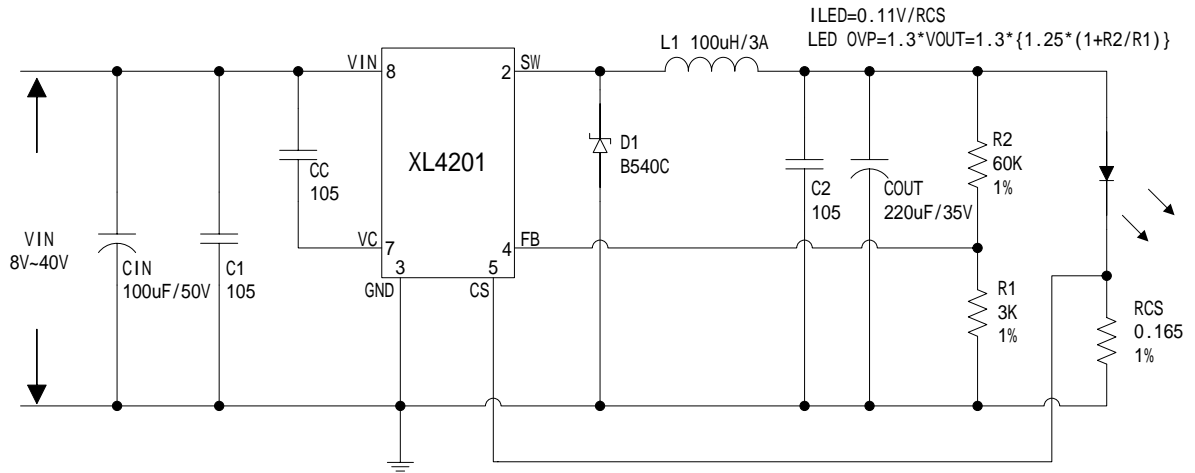 ILED=0.11V/RCS
LED OVP=1.3*VOUT=1.3*{1.25*(1+R2/R1)}
L1 100uH/3A
VIN
8
2
SW
XL4201
CC
105
D1
B540C
C2
105
COUT
220uF/35V
R2
60K
1%
VC
7
4
FB
VIN
8V~40V
CIN
100uF/50V
C1
105
3
GND
5
CS
R1
3K
1%
RCS
0.165
1%